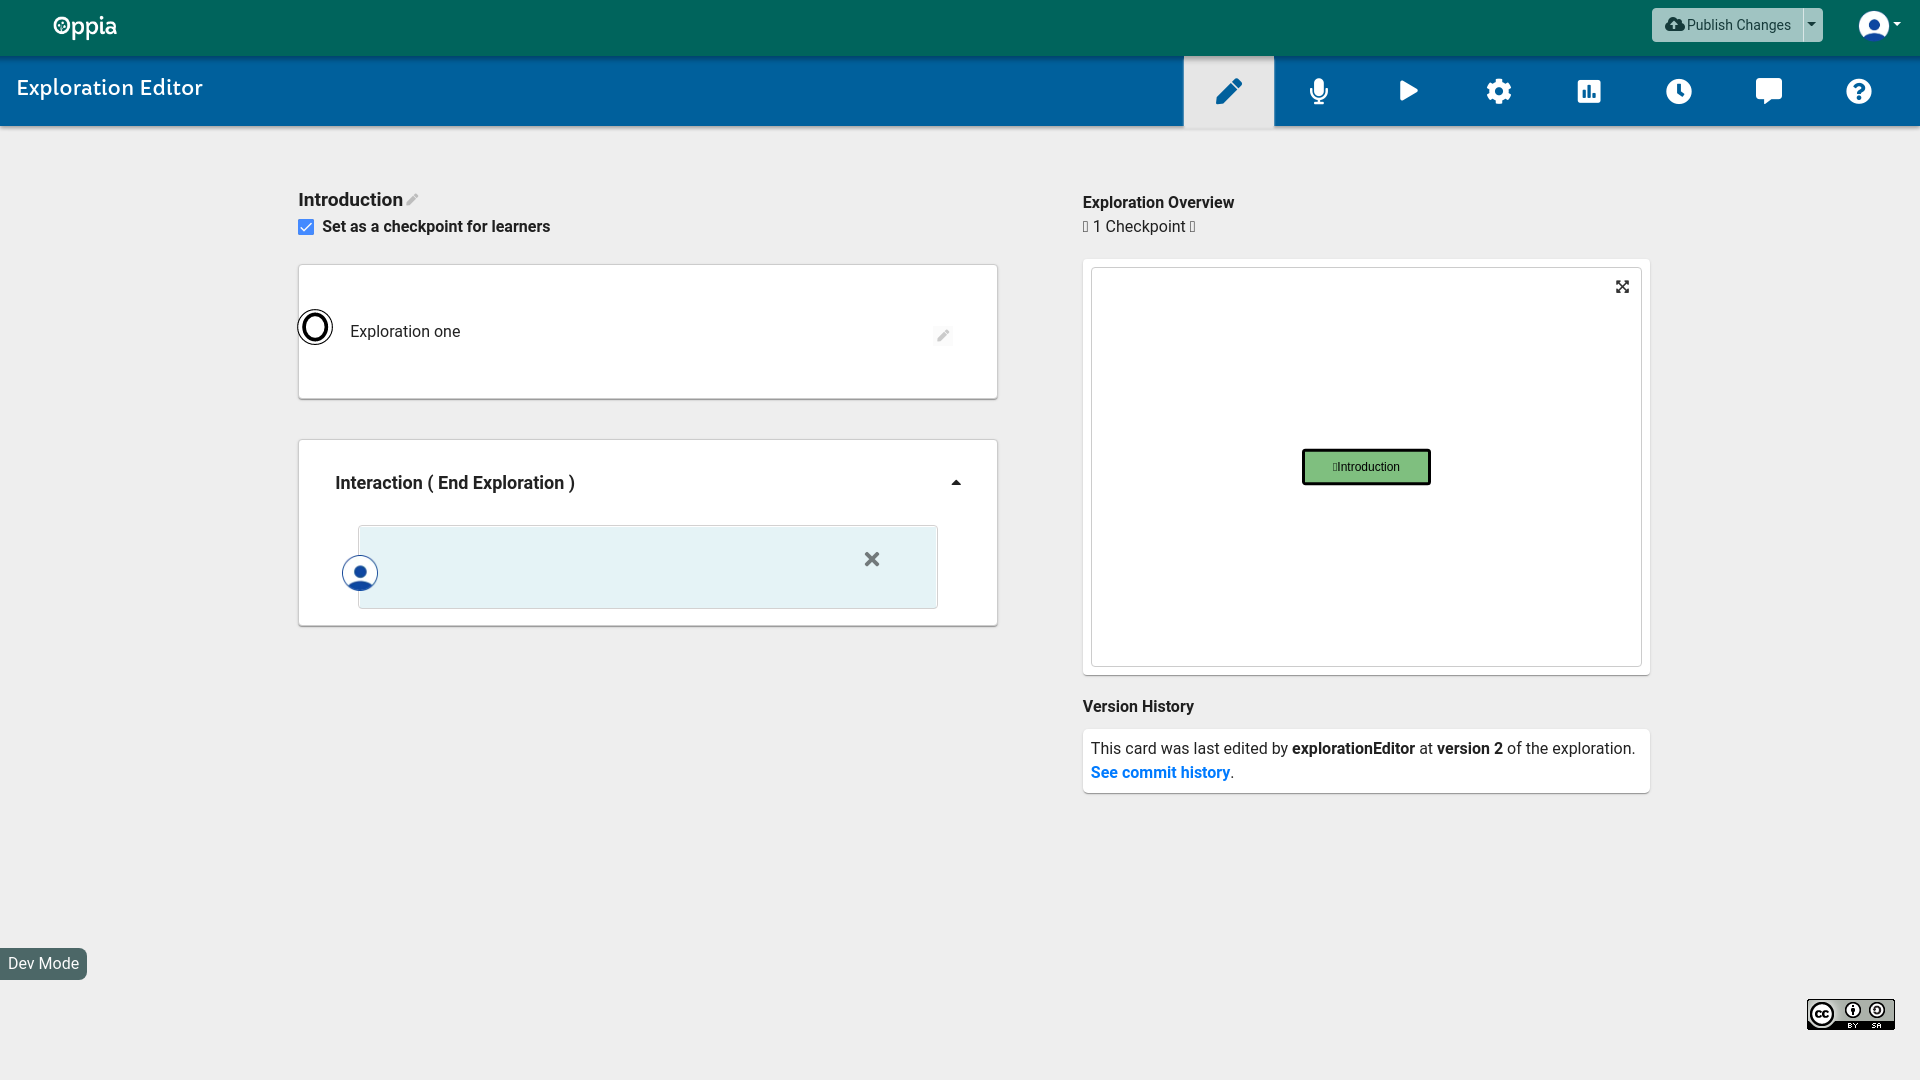 Oppia
Publish Changes
Exploration Editor
Introduction
Set as a checkpoint for learners
Exploration one
Interaction ( End Exploration )
Exploration Overview
1 Checkpoint
Introduction
Version History
This card was last edited by explorationEditor at version 2 of the exploration.
See commit history.
Dev Mode
cc
BY SA